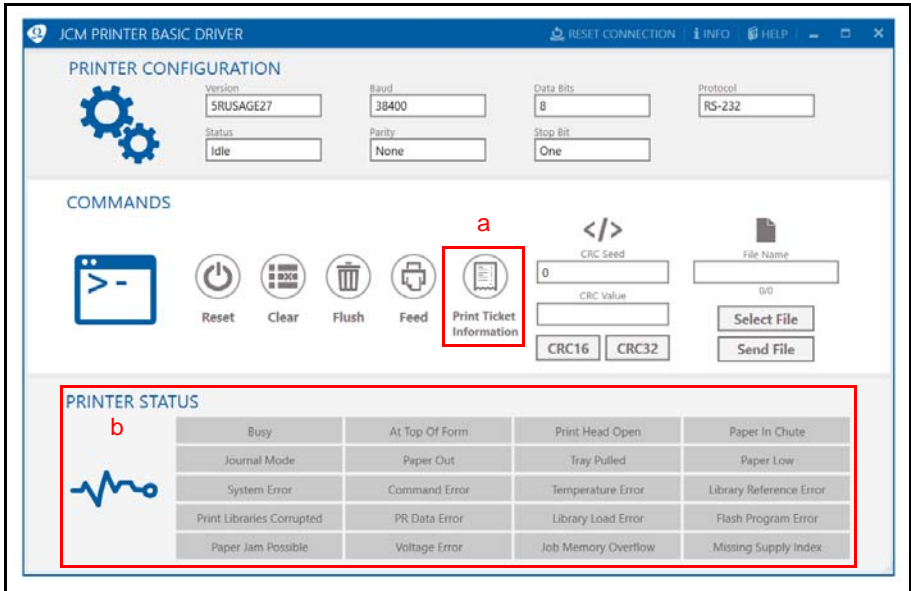 JCM PRINTER BASIC DRIVER
RESET CONNECTION
INFO
HELP
PRINTER CONFIGURATION
Version
Baud
Data Bits
Protocol
5RUSAGE27
38400
8
RS-232
Status
Parity
Stop Bit
Idle
None
One
COMMANDS
a
</>
CRC Seed
File Name
0
CRC Value
0/0
Reset
Clear
Flush
Feed
Print Ticket
Information
Select File
CRC16
CRC32
Send File
PRINTER STATUS
b
Busy
At Top Of Form
Print Head Open
Paper In Chute
Journal Mode
Paper Out
Tray Pulled
Paper Low
System Error
Command Error
Temperature Error
Library Reference Error
Print Libraries Corrupted
PR Data Error
Library Load Error
Flash Program Error
Paper Jam Possible
Voltage Error
Job Memory Overflow
Missing Supply Index